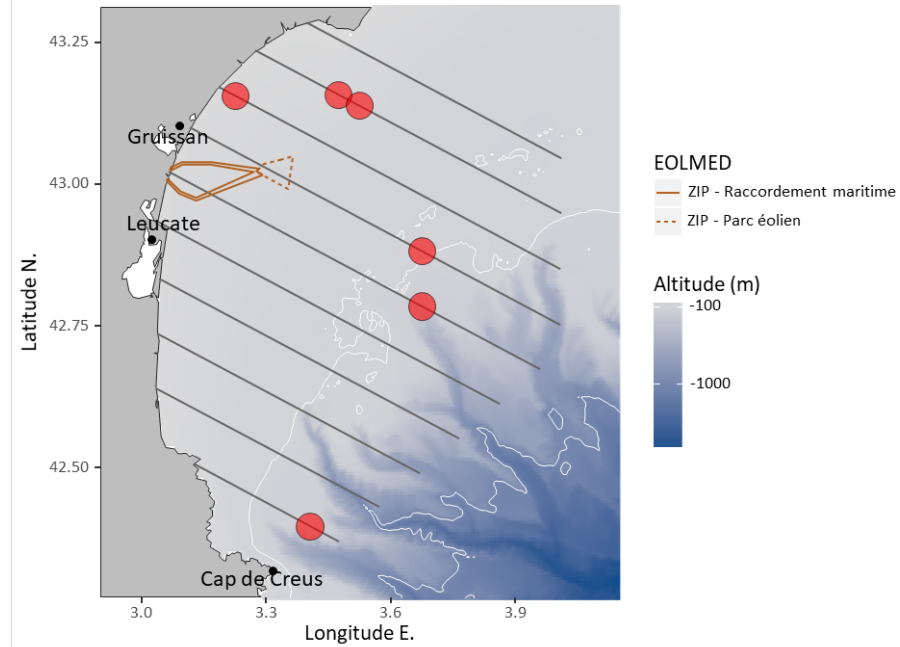 43.25
43.00
42.75
42.50
Latitude N.
Gruissan
Leucate
Cap de Creus
3.0
3.3
3.6
3.9
Longitude E.
EOLMED
ZIP - Raccordement maritime
ZIP - Parc éolien
Altitude (m)
-100
-1000